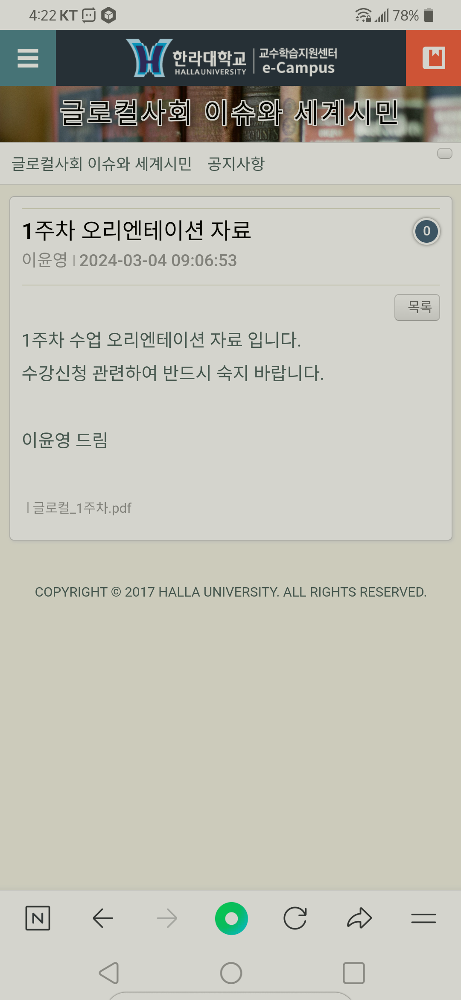 4:22 KT 78%
한라대학교 교수학습지원센터
HALLA UNIVERSITY e-Campus
글로컬사회 이슈와 세계시민
글로컬사회 이슈와 세계시민 공지사항
1주차 오리엔테이션 자료 0
이윤영 | 2024-03-04 09:06:53
목록
1주차 수업 오리엔테이션 자료 입니다.
수강신청 관련하여 반드시 숙지 바랍니다.
이윤영 드림
| 글로컬_1주차.pdf
COPYRIGHT © 2017 HALLA UNIVERSITY. ALL RIGHTS RESERVED.
N